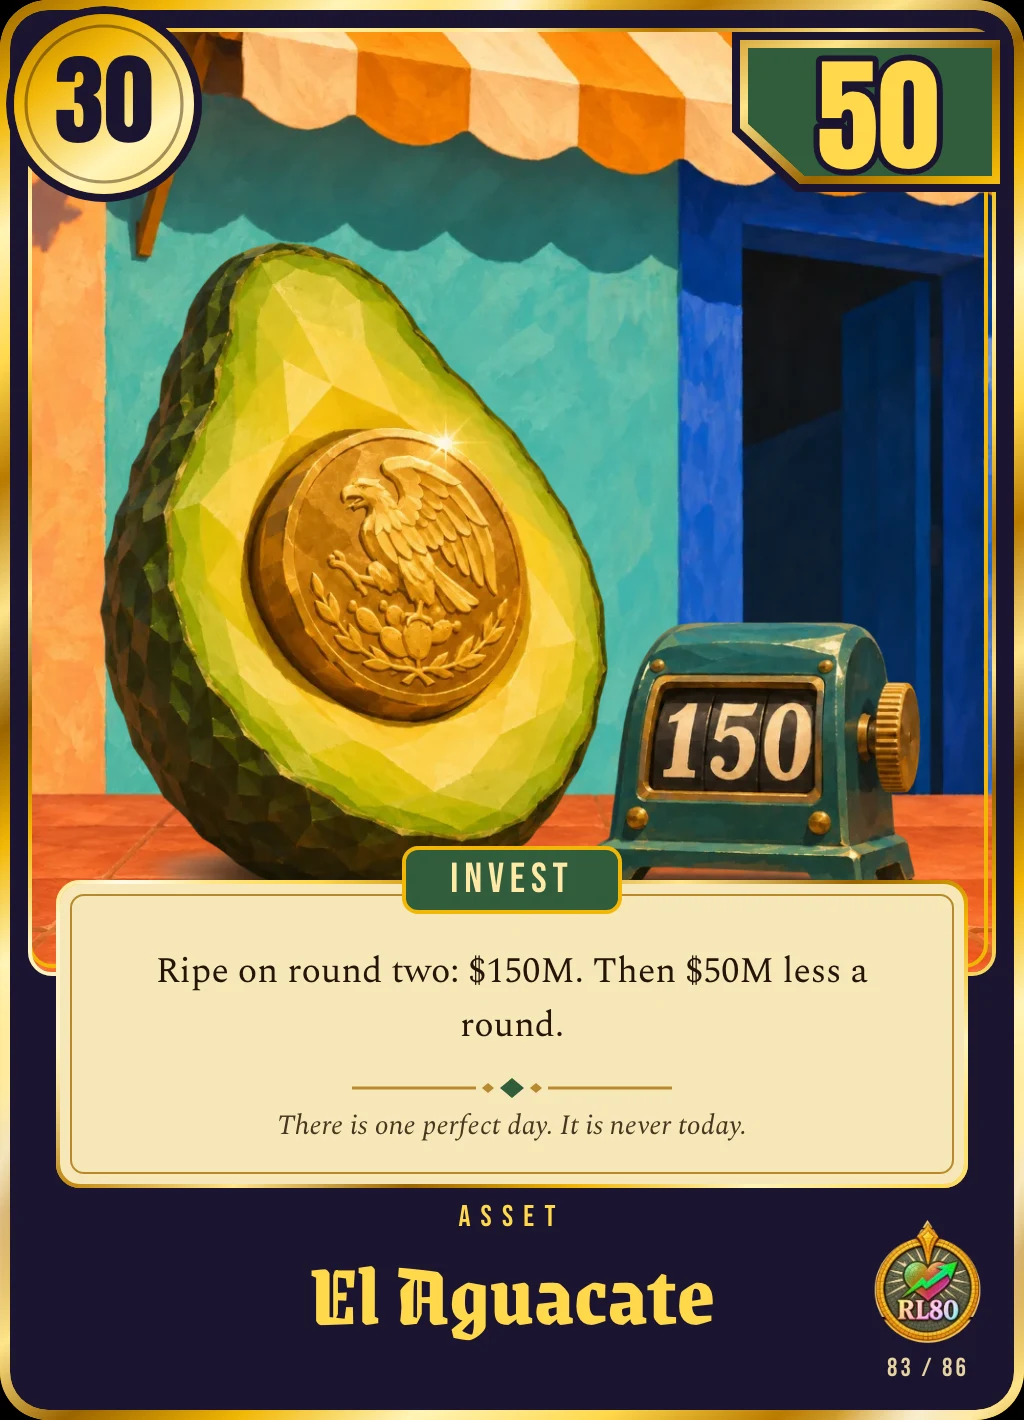 30
50
150
INVEST
Ripe on round two: $150M. Then $50M less a
round.
There is one perfect day. It is never today.
ASSET
El Aguacate
RL80
83 / 86